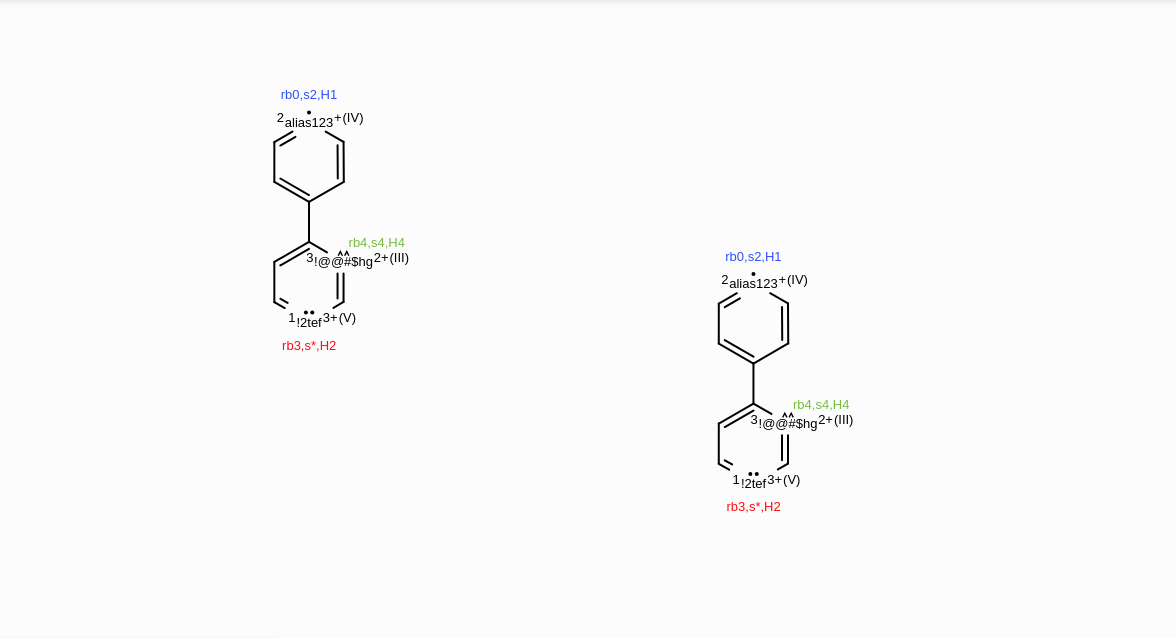 rb0,s2,H1
2alias123+(IV)
rb4,s4,H4
3!@@#$hg2+(III)
1!2tef3+(V)
rb3,s*,H2
rb0,s2,H1
2alias123+(IV)
rb4,s4,H4
3!@@#$hg2+(III)
1!2tef3+(V)
rb3,s*,H2